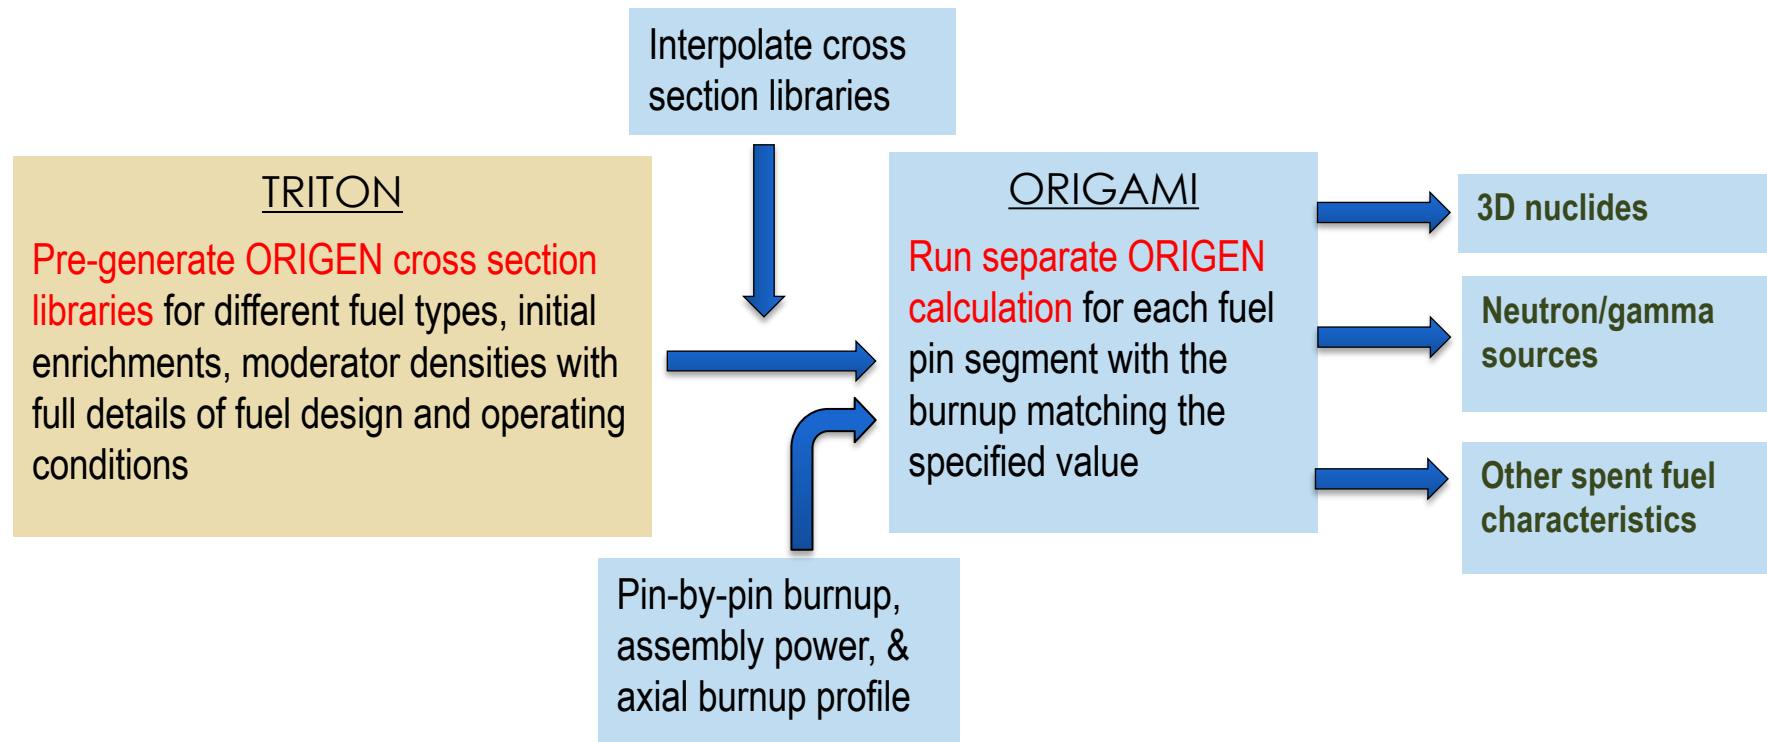 Interpolate cross
section libraries
TRITON
Pre-generate ORIGEN cross section
libraries for different fuel types, initial
enrichments, moderator densities with
full details of fuel design and operating
conditions
ORIGAMI
Run separate ORIGEN
calculation for each fuel
pin segment with the
burnup matching the
specified value
3D nuclides
Neutron/gamma
sources
Other spent fuel
characteristics
Pin-by-pin burnup,
assembly power, &
axial burnup profile